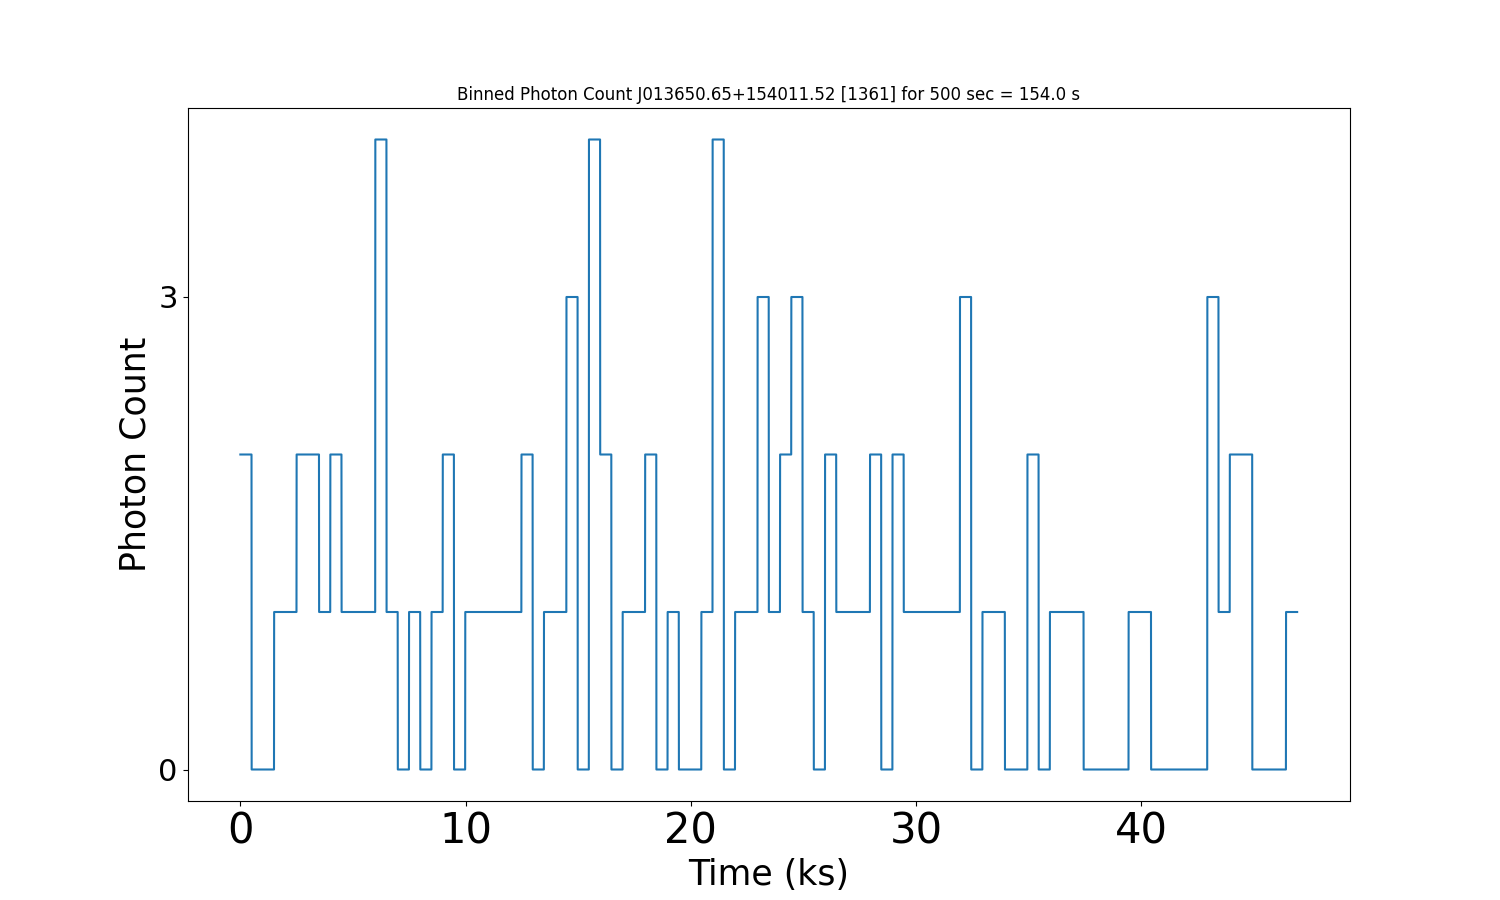 Binned Photon Count J013650.65+154011.52 [1361] for 500 sec = 154.0 s
Photon Count
3
0
0 10 20 30 40
Time (ks)